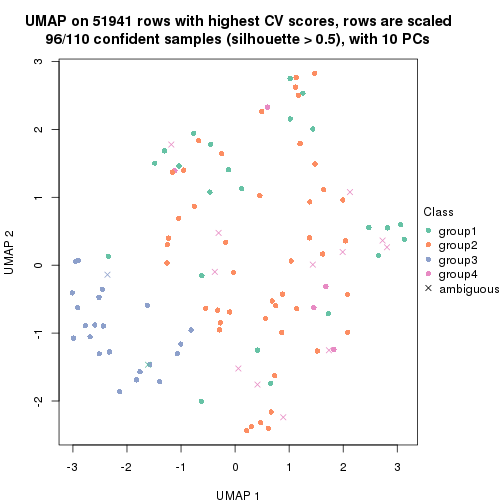 UMAP on 51941 rows with highest CV scores, rows are scaled
96/110 confident samples (silhouette > 0.5), with 10 PCs
3
2
1
0
-1
-2
UMAP 2
-3
-2
-1
0
1
2
3
UMAP 1
Class
group1
group2
group3
group4
ambiguous